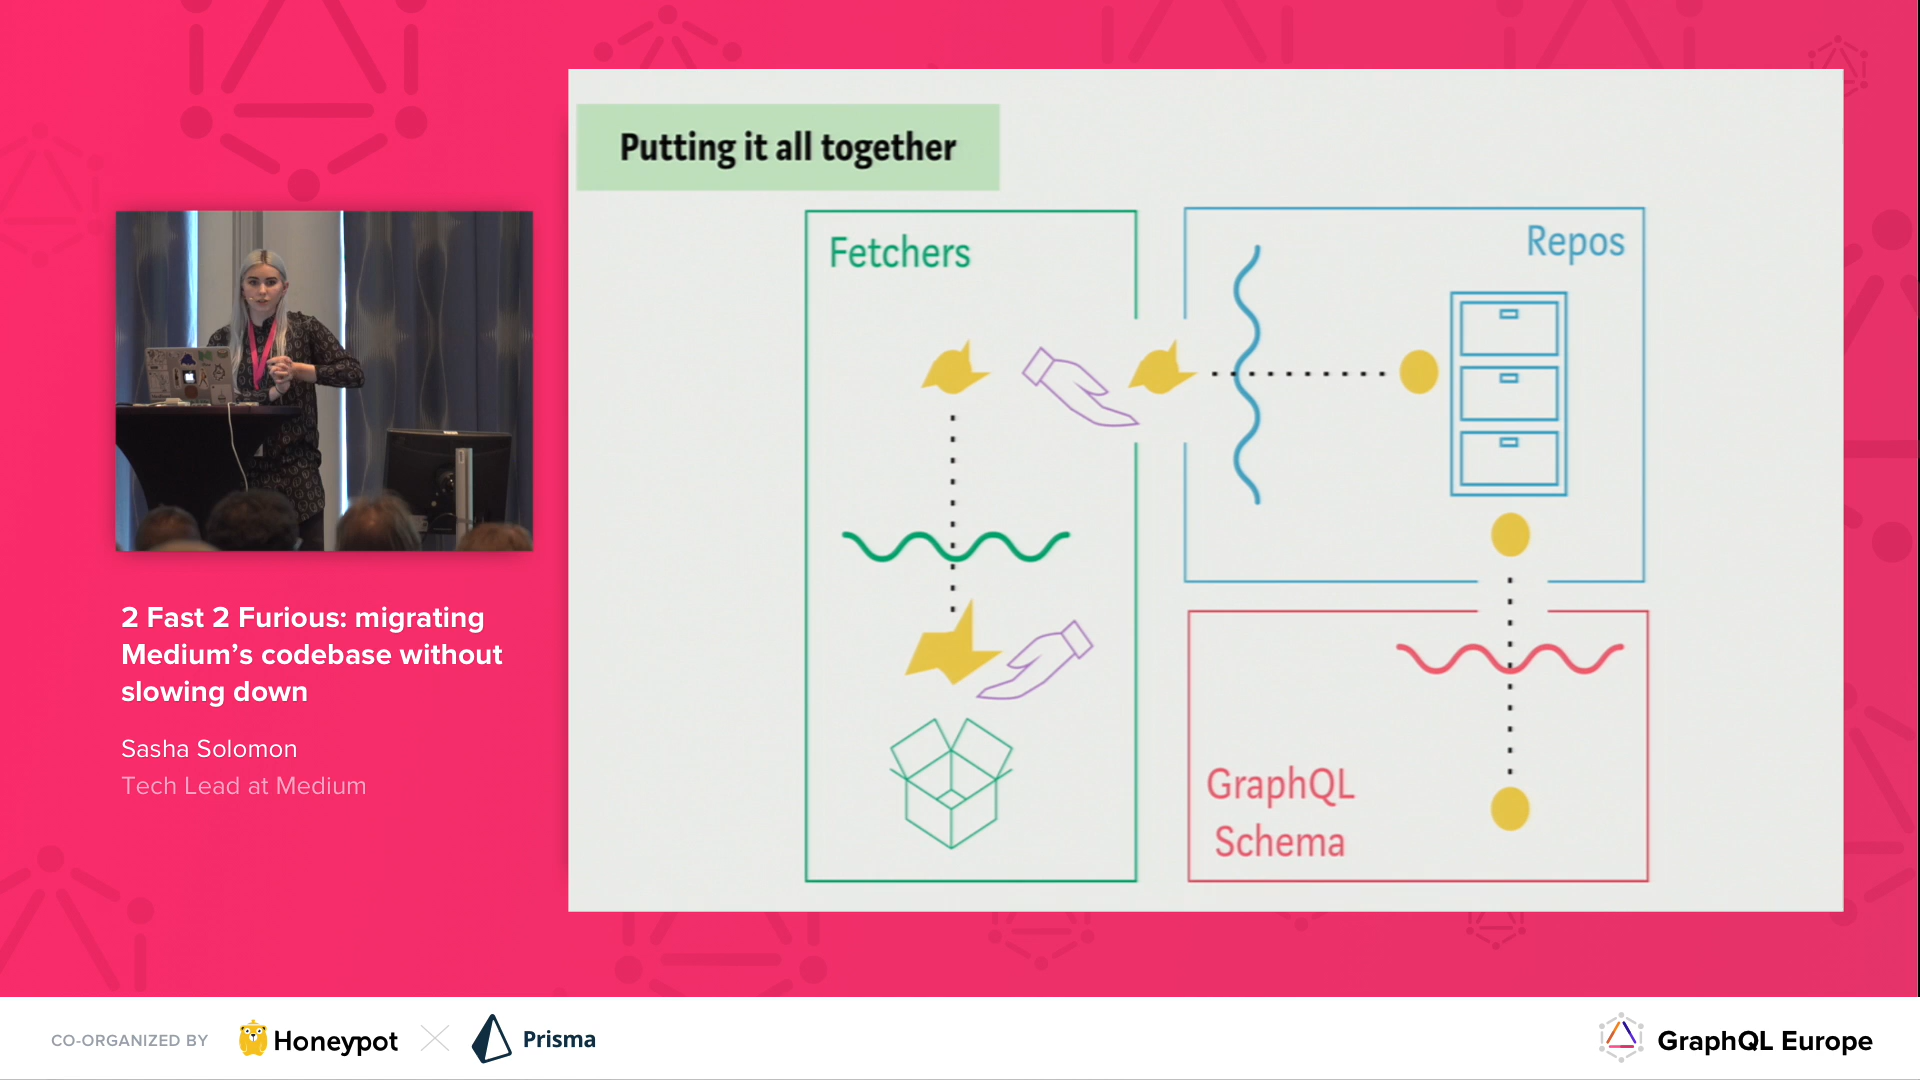 Putting it all together
Fetchers
Repos
GraphQL
Schema
2 Fast 2 Furious: migrating
Medium’s codebase without
slowing down
Sasha Solomon
Tech Lead at Medium
CO-ORGANIZED BY
Honeypot
Prisma
GraphQL Europe